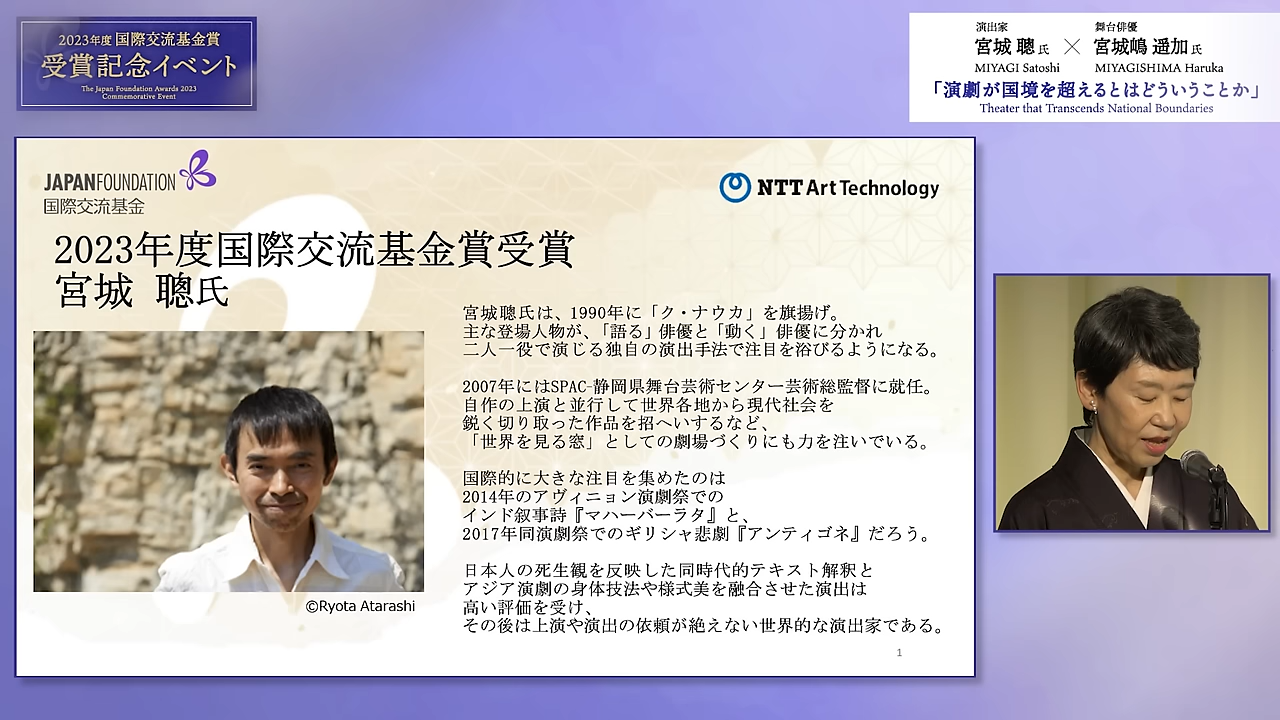 2023年度 国際交流基金賞
受賞記念イベント
The Japan Foundation Awards 2023
Commemorative Event
演出家
宮城 聰 氏
MIYAGI Satoshi
×
舞台俳優
宮城嶋 遥加 氏
MIYAGISHIMA Haruka
「演劇が国境を超えるとはどういうことか」
Theater that Transcends National Boundaries
JAPANFOUNDATION
国際交流基金
NTT Art Technology
2023年度国際交流基金賞受賞
宮城 聰氏
©Ryota Atarashi
宮城聰氏は、1990年に「ク・ナウカ」を旗揚げ。
主な登場人物が、「語る」俳優と「動く」俳優に分かれ
二人一役で演じる独自の演出手法で注目を浴びるようになる。
2007年にはSPAC-静岡県舞台芸術センター芸術総監督に就任。
自作の上演と並行して世界各地から現代社会を
鋭く切り取った作品を招へいするなど、
「世界を見る窓」としての劇場づくりにも力を注いでいる。
国際的に大きな注目を集めたのは
2014年のアヴィニョン演劇祭での
インド叙事詩『マハーバーラタ』と、
2017年同演劇祭でのギリシャ悲劇『アンティゴネ』だろう。
日本人の死生観を反映した同時代的テキスト解釈と
アジア演劇の身体技法や様式美を融合させた演出は
高い評価を受け、
その後は上演や演出の依頼が絶えない世界的な演出家である。
1